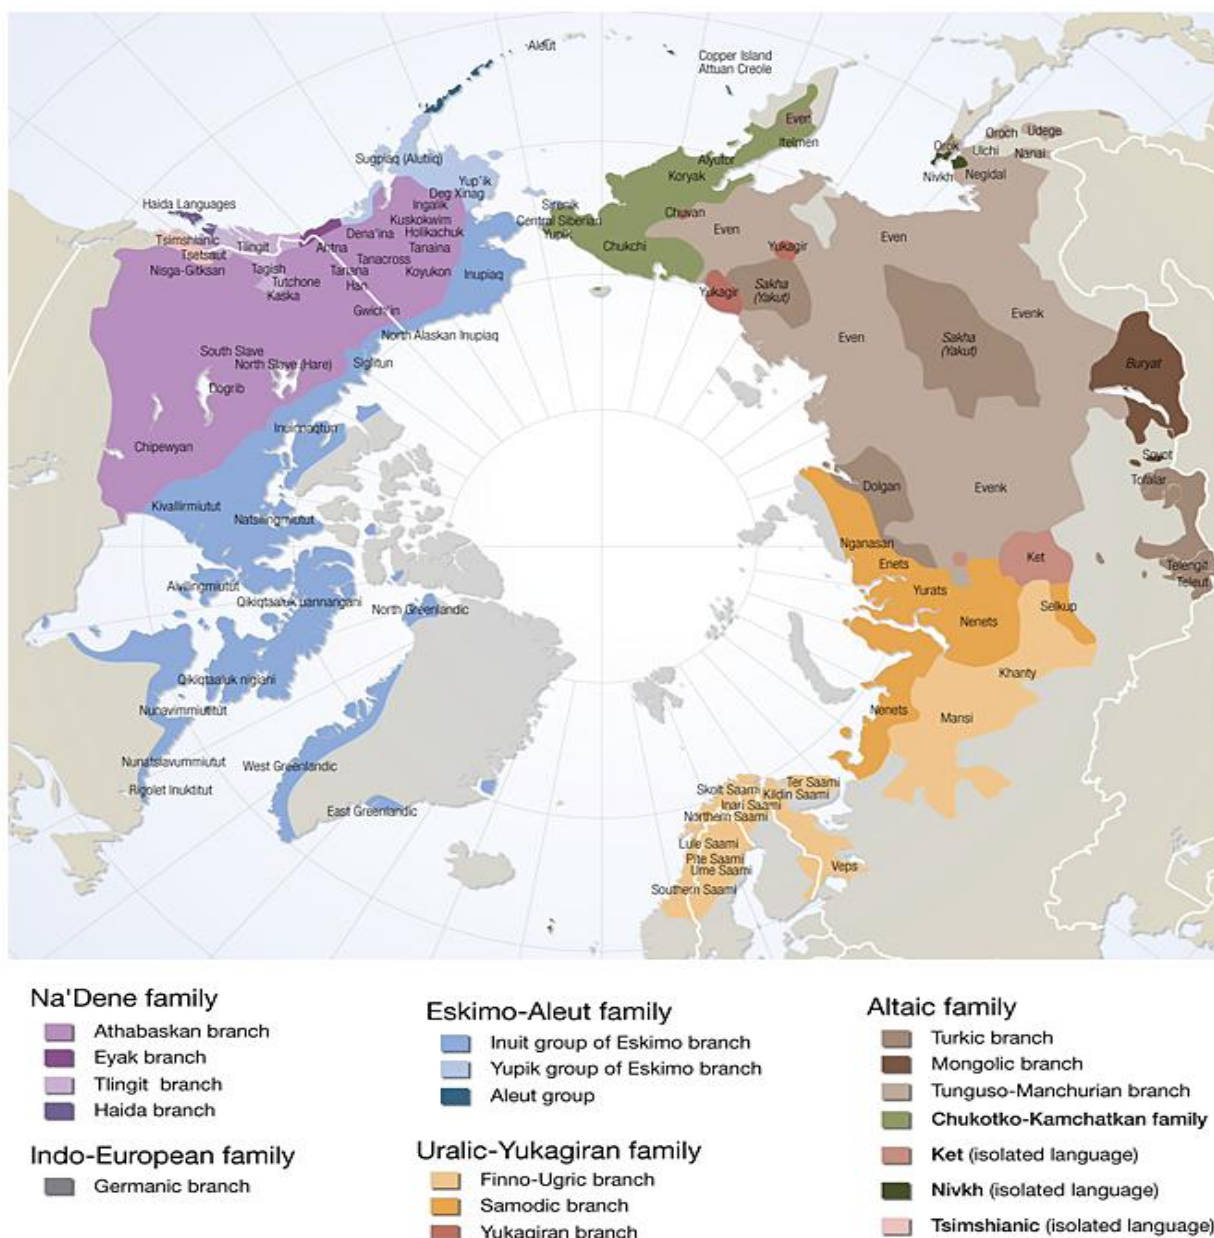 Aleut
Copper Island
Attuan Creole
Even
Itelmen
Alyutor
Koryak
Orok
Oroch
Udege
Ulchi
Nanai
Nivkh
Negidal
Sugpiaq (Alutiiq)
Yup'ik
Deg Xinag
Ingalik
Kuskokwim
Holikachuk
Dena'ina
Tanaina
Ahtna
Tanacross
Tanana
Koyukon
Han
Inupiaq
Gwich'in
Haida Languages
Tsimshianic
Tsetsaut
Tlingit
Nisga-Gitksan
Tagish
Tutchone
Kaska
Sirenik
Central Siberian
Yupik
Chuvan
Chukchi
Even
Yukagir
Even
Yukagir
Sakha
(Yakut)
Even
Sakha
(Yakut)
Evenk
Buryat
North Alaskan Inupiaq
Siglitun
South Slave
North Slave (Hare)
Dogrib
Chipewyan
Inuinnaqtun
Kivallirmiutut
Natsilingmiutut
Aivilingmiutut
Qikiqtaaluk uannangani
North Greenlandic
Qikiqtaaluk nigiani
Nunavimmiutitut
Nunatsiavummiutut
Rigolet Inuktitut
West Greenlandic
East Greenlandic
Soyot
Tofalar
Telengit
Teleut
Dolgan
Evenk
Nganasan
Enets
Ket
Yurats
Selkup
Nenets
Khanty
Nenets
Mansi
Ter Saami
Skolt Saami
Kildin Saami
Inari Saami
Northern Saami
Lule Saami
Pite Saami
Ume Saami
Southern Saami
Veps
Na'Dene family
Athabaskan branch
Eyak branch
Tlingit branch
Haida branch
Indo-European family
Germanic branch
Eskimo-Aleut family
Inuit group of Eskimo branch
Yupik group of Eskimo branch
Aleut group
Uralic-Yukagiran family
Finno-Ugric branch
Samodic branch
Yukagiran branch
Altaic family
Turkic branch
Mongolic branch
Tunguso-Manchurian branch
Chukotko-Kamchatkan family
Ket (isolated language)
Nivkh (isolated language)
Tsimshianic (isolated language)